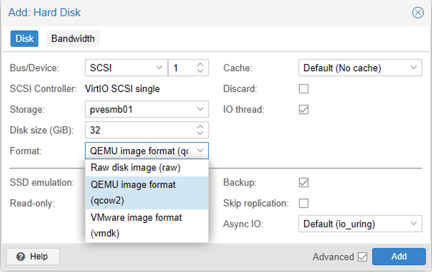 Add: Hard Disk
Disk Bandwidth
Bus/Device: SCSI 1 Cache: Default (No cache)
SCSI Controller: VirtIO SCSI single Discard:
Storage: pvesmb01 IO thread:
Disk size (GiB): 32
Format: QEMU image format (qc
Raw disk image (raw)
SSD emulation: QEMU image format Backup:
(qcow2)
Read-only: Skip replication:
VMware image format
(vmdk) Async IO: Default (io_uring)
Help Advanced Add